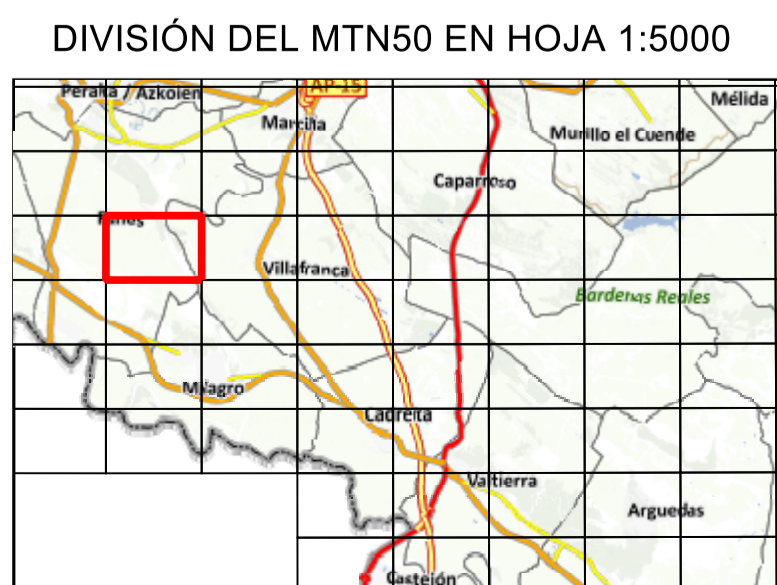 DIVISIÓN DEL MTN50 EN HOJA 1:5000
AP-15
Peralta / Azkoien
Mélida
Marcilla
Murillo el Cuende
Caparroso
Funes
Villafranca
Bardenas Reales
Milagro
Cadreita
Valtierra
Arguedas
Castejón